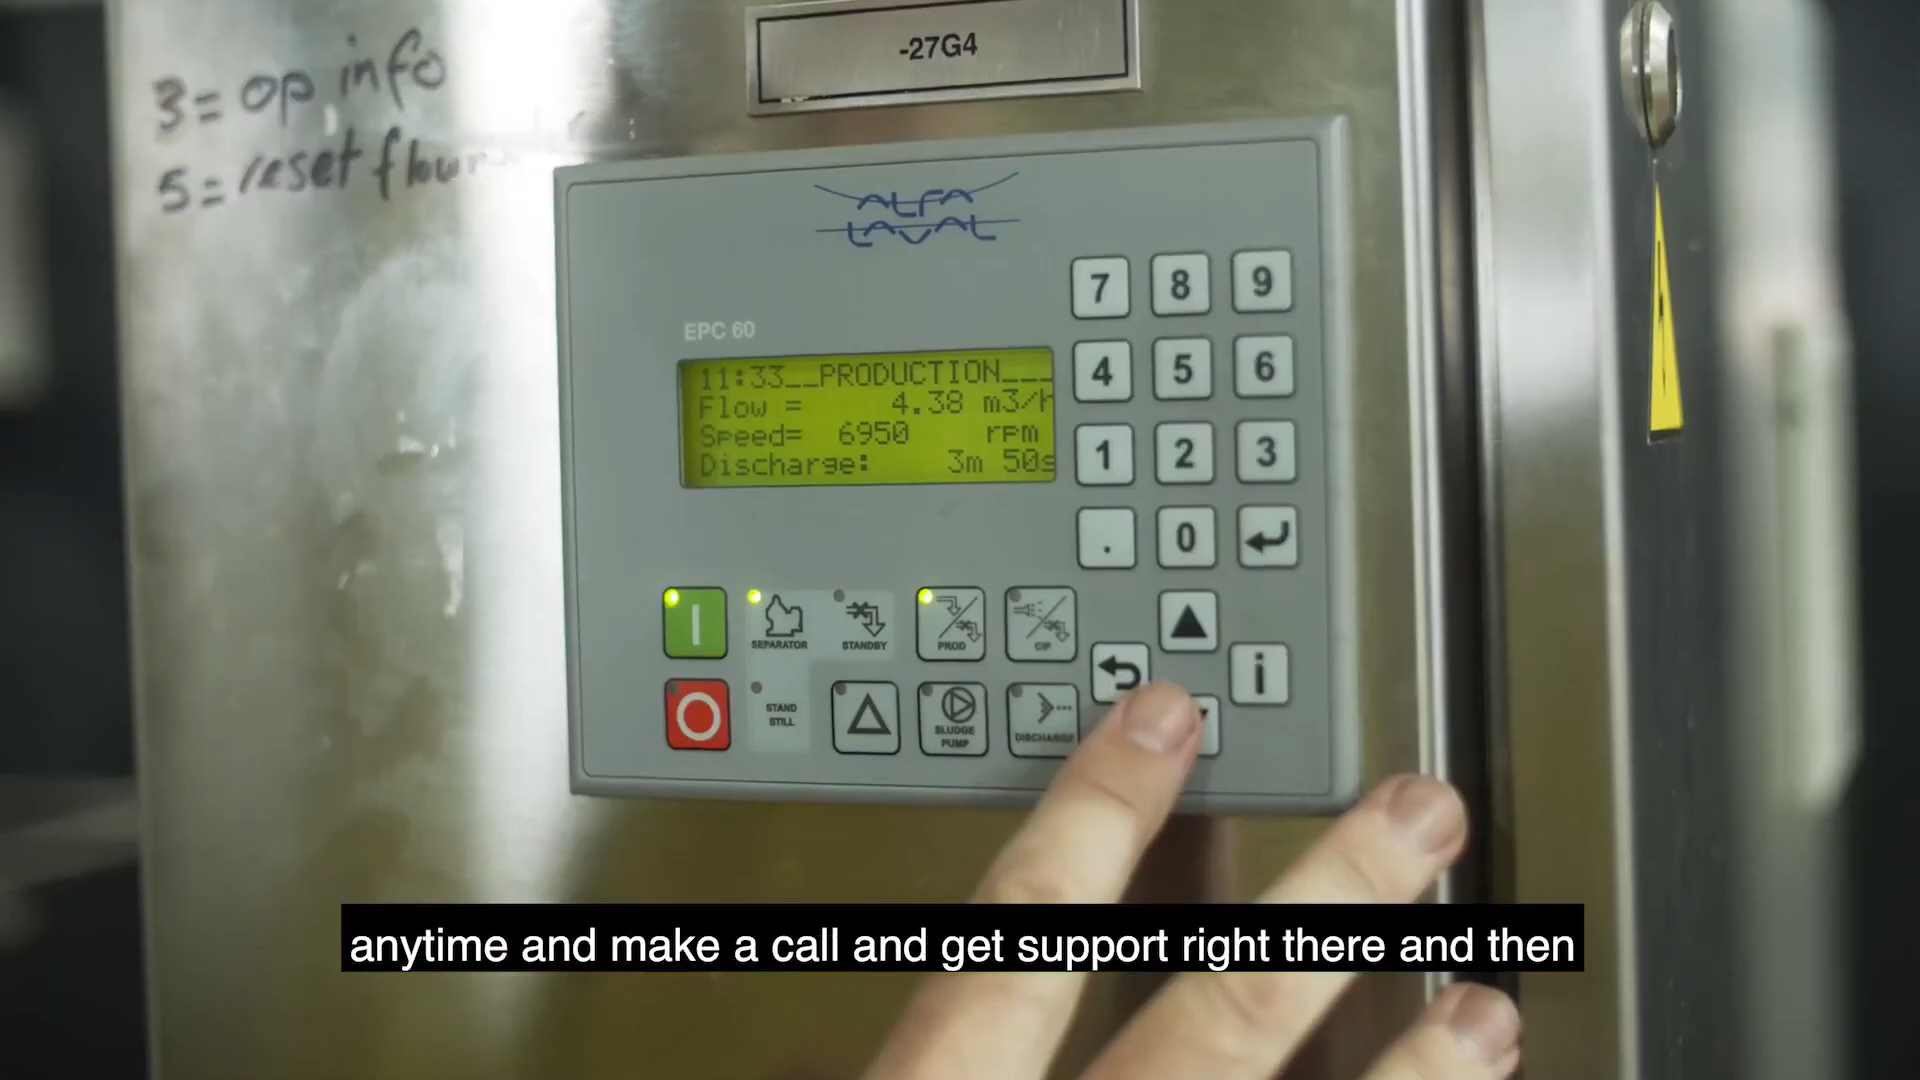 -27G4
3= op info
5= reset flow
ALFA
LAVAL
EPC 60
11:33__PRODUCTION___
Flow = 4.38 m3/h
Speed= 6950 rpm
Discharge: 3m 50s
7 8 9
4 5 6
1 2 3
. 0
SEPARATOR
STANDBY
PROD
CIP
i
STAND
STILL
SLUDGE
PUMP
DISCHARGE
anytime and make a call and get support right there and then